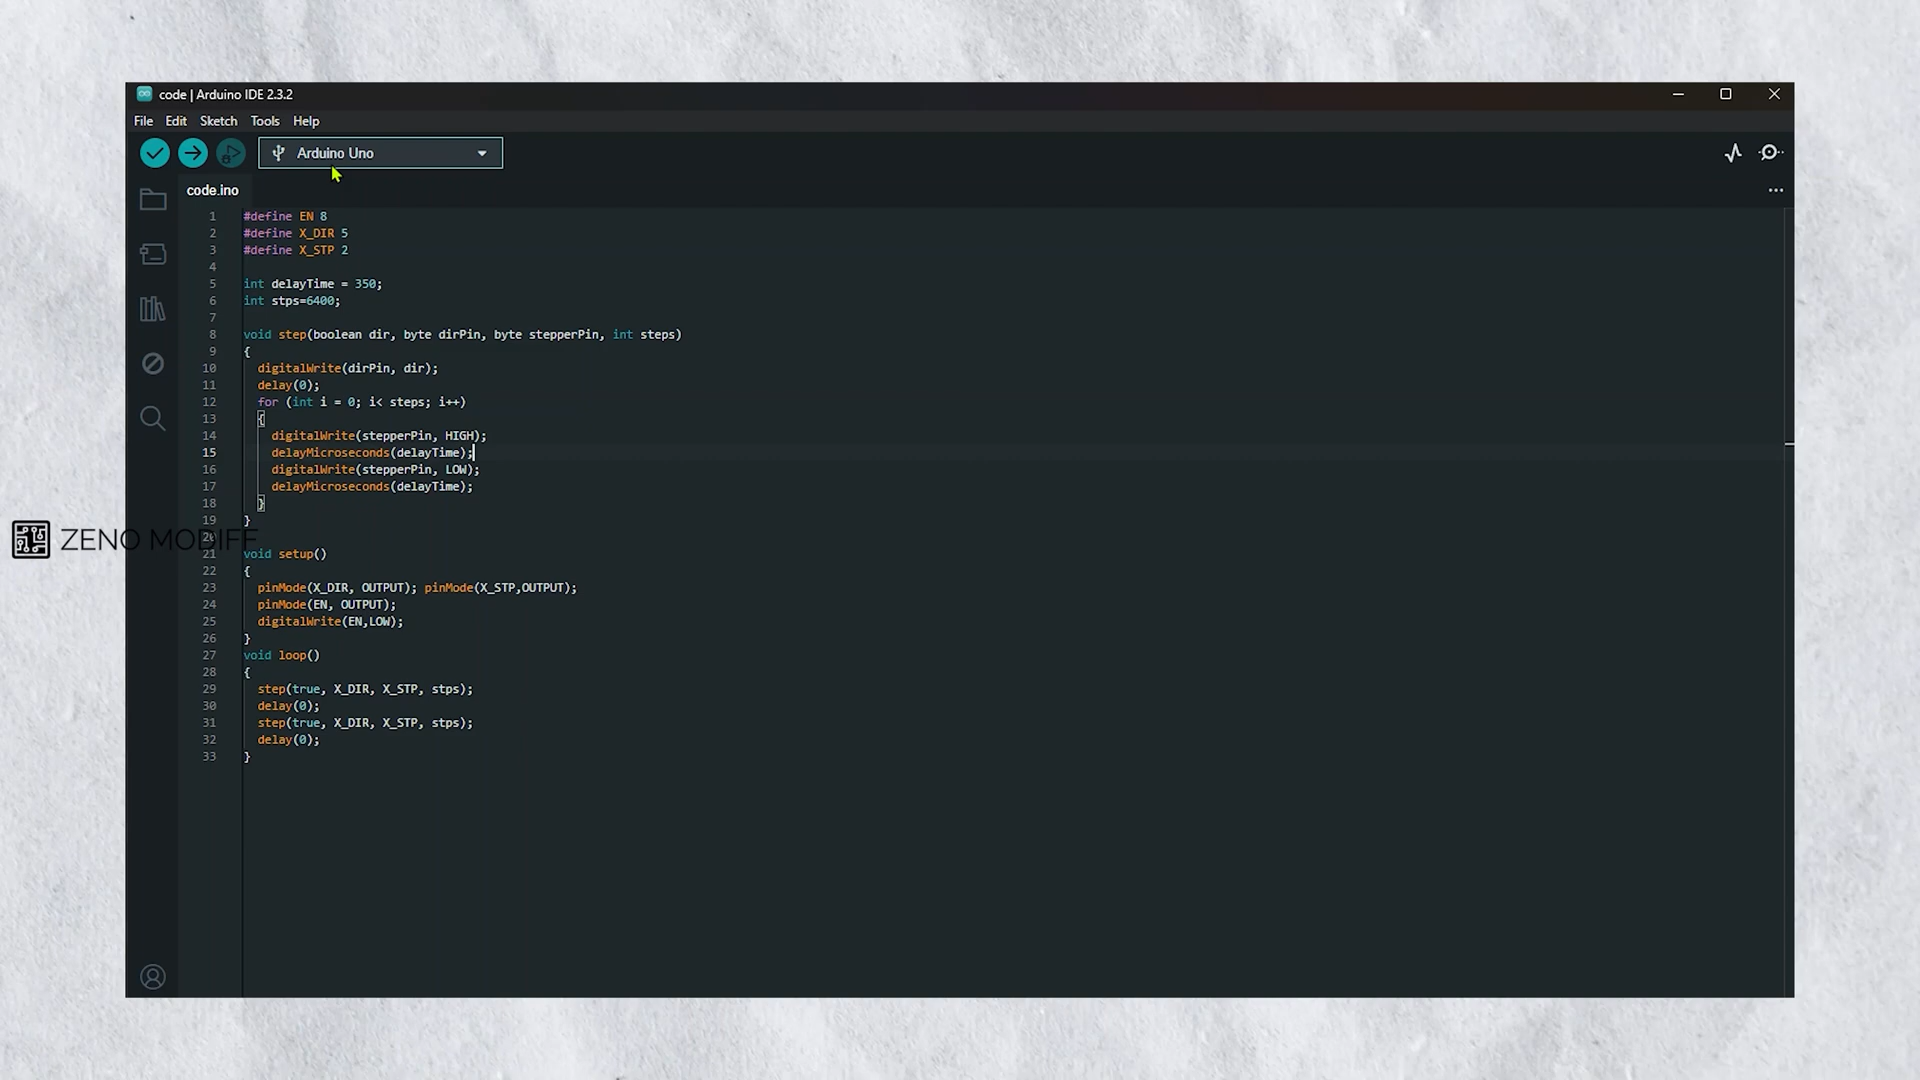 code | Arduino IDE 2.3.2
File Edit Sketch Tools Help
Arduino Uno
code.ino
1 #define EN 8
2 #define X_DIR 5
3 #define X_STP 2
4
5 int delayTime = 350;
6 int stps=6400;
7
8 void step(boolean dir, byte dirPin, byte stepperPin, int steps)
9 {
10 digitalWrite(dirPin, dir);
11 delay(0);
12 for (int i = 0; i< steps; i++)
13 {
14 digitalWrite(stepperPin, HIGH);
15 delayMicroseconds(delayTime);
16 digitalWrite(stepperPin, LOW);
17 delayMicroseconds(delayTime);
18 }
19 }
ZENO MODIFF
20
21 void setup()
22 {
23 pinMode(X_DIR, OUTPUT); pinMode(X_STP,OUTPUT);
24 pinMode(EN, OUTPUT);
25 digitalWrite(EN,LOW);
26 }
27 void loop()
28 {
29 step(true, X_DIR, X_STP, stps);
30 delay(0);
31 step(true, X_DIR, X_STP, stps);
32 delay(0);
33 }